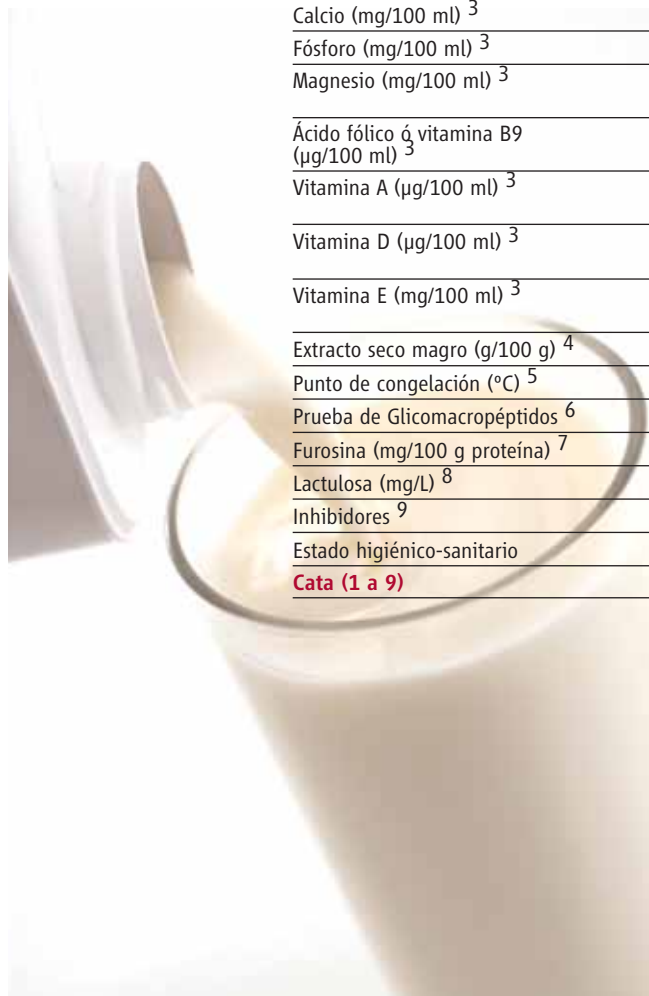 Calcio (mg/100 ml) 3
Fósforo (mg/100 ml) 3
Magnesio (mg/100 ml) 3
Ácido fólico ó vitamina B9
(µg/100 ml) 3
Vitamina A (µg/100 ml) 3
Vitamina D (µg/100 ml) 3
Vitamina E (mg/100 ml) 3
Extracto seco magro (g/100 g) 4
Punto de congelación (ºC) 5
Prueba de Glicomacropéptidos 6
Furosina (mg/100 g proteína) 7
Lactulosa (mg/L) 8
Inhibidores 9
Estado higiénico-sanitario
Cata (1 a 9)